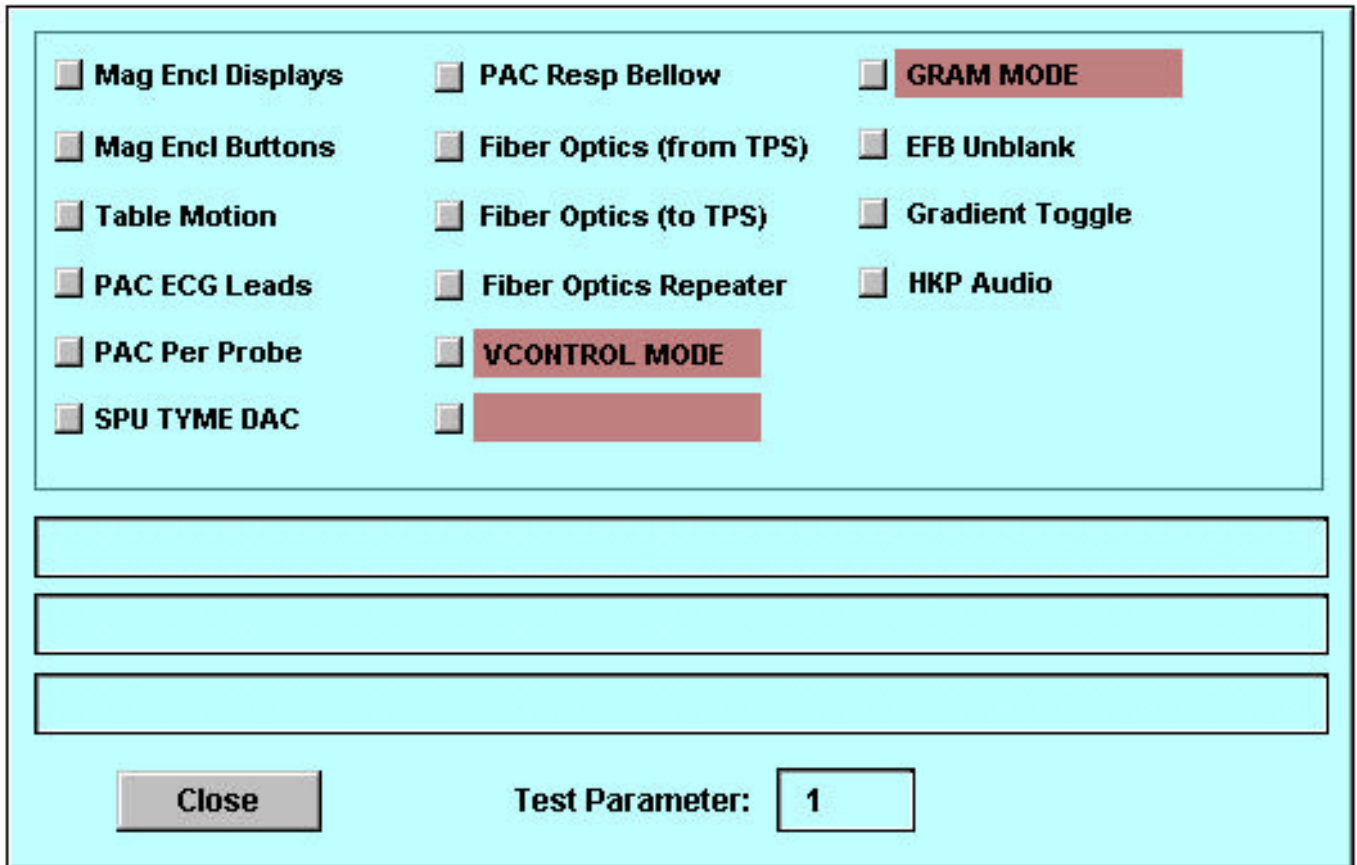 Mag Encl Displays
Mag Encl Buttons
Table Motion
PAC ECG Leads
PAC Per Probe
SPU TYME DAC
PAC Resp Bellow
Fiber Optics (from TPS)
Fiber Optics (to TPS)
Fiber Optics Repeater
VCONTROL MODE
GRAM MODE
EFB Unblank
Gradient Toggle
HKP Audio
Close
Test Parameter: 1